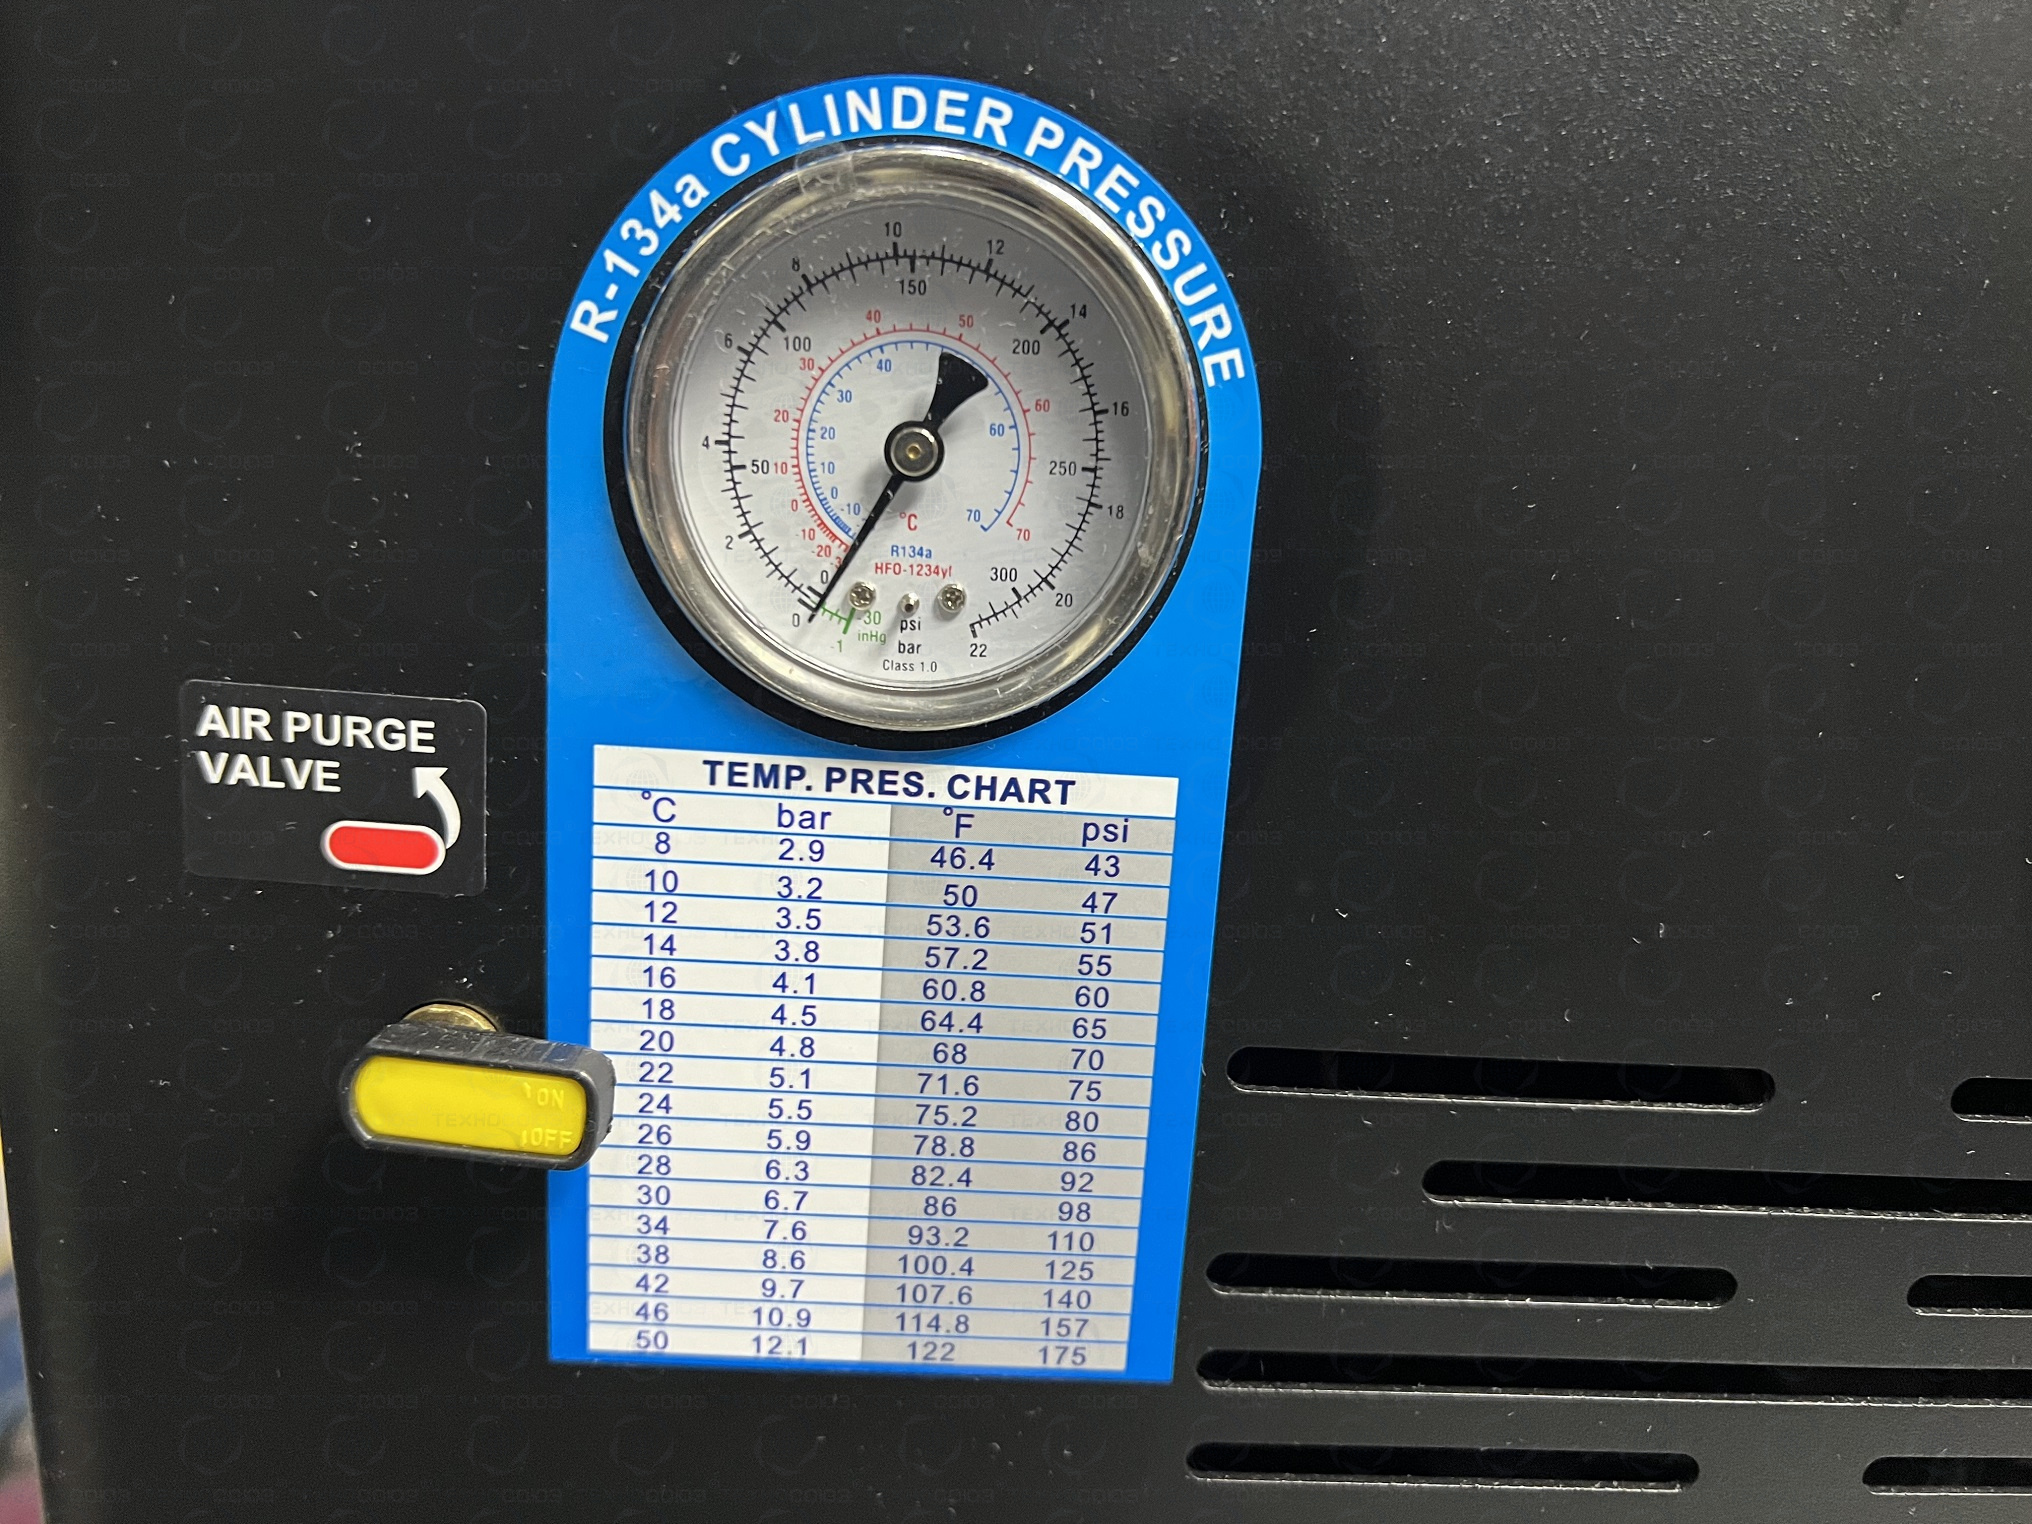 R-134a CYLINDER PRESSURE
10
8
12
150
14
6
100
200
40
50
30
40
30
16
60
20
60
20
4
50
10
10
250
0
0
-10
18
-10
°C
70
70
2
-20
R134a
HFO-1234yf
0
300
20
0
-30
psi
inHg
bar
-1
22
Class 1.0
AIR PURGE
VALVE
TEMP. PRES. CHART
°C bar °F psi
8 2.9 46.4 43
10 3.2 50 47
12 3.5 53.6 51
14 3.8 57.2 55
16 4.1 60.8 60
18 4.5 64.4 65
20 4.8 68 70
22 5.1 71.6 75
24 5.5 75.2 80
26 5.9 78.8 86
28 6.3 82.4 92
30 6.7 86 98
34 7.6 93.2 110
38 8.6 100.4 125
42 9.7 107.6 140
46 10.9 114.8 157
50 12.1 122 175
ON
OFF